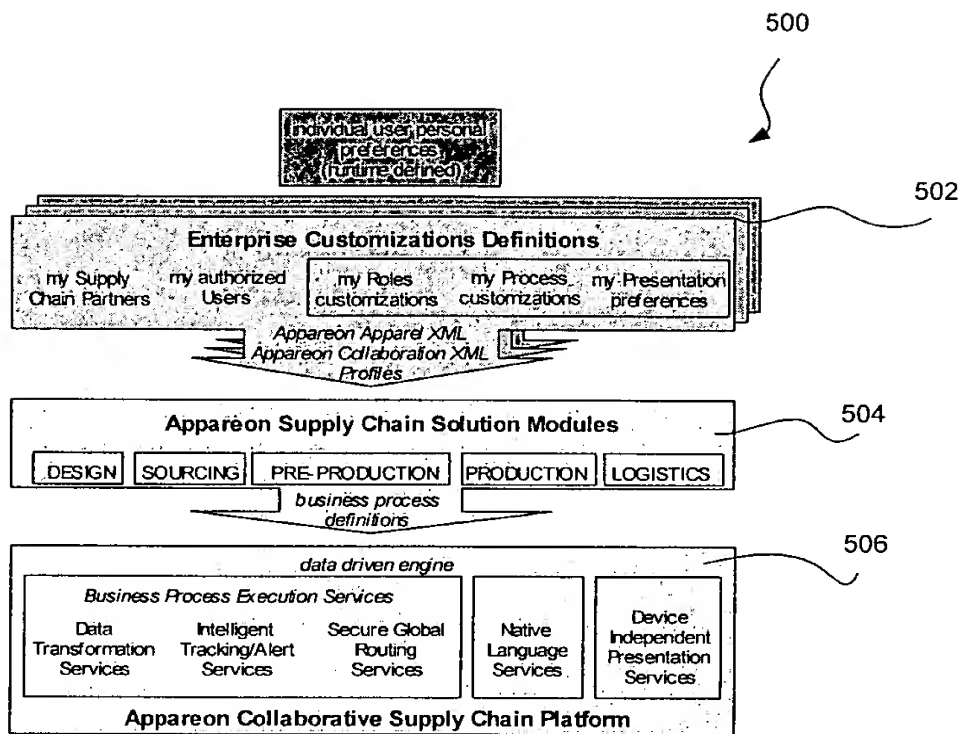 500
individual user personal
preferences
(runtime defined)
502
Enterprise Customizations Definitions
my Supply
Chain Partners
my authorized
Users
my Roles
customizations
my Process
customizations
my Presentation
preferences
Appareon Apparel XML
Appareon Collaboration XML
Profiles
504
Appareon Supply Chain Solution Modules
DESIGN
SOURCING
PRE-PRODUCTION
PRODUCTION
LOGISTICS
business process
definitions
506
data driven engine
Business Process Execution Services
Data
Transformation
Services
Intelligent
Tracking/Alert
Services
Secure Global
Routing
Services
Native
Language
Services
Device
Independent
Presentation
Services
Appareon Collaborative Supply Chain Platform